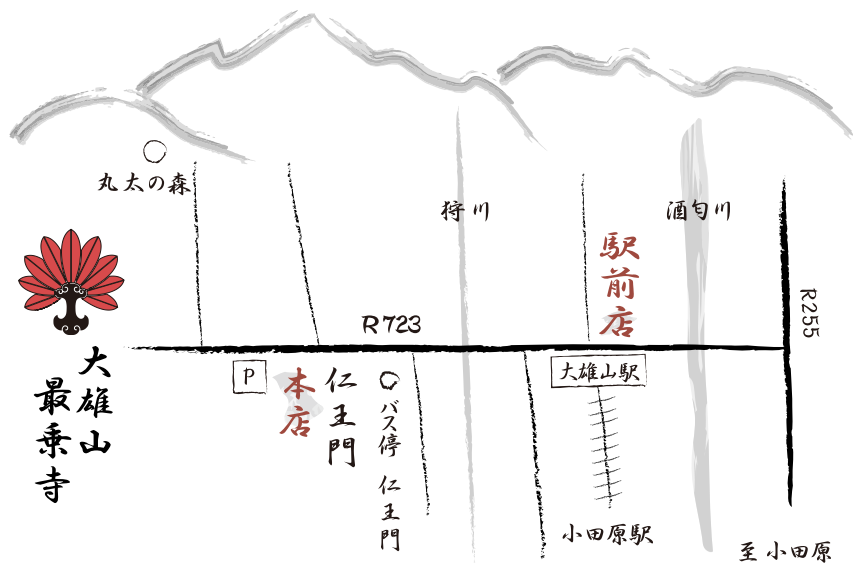 丸太の森
狩川
酒匂川
駅前店
R255
R723
大雄山
最乗寺
P
本店
仁王門
バス停 仁王門
大雄山駅
小田原駅
至 小田原